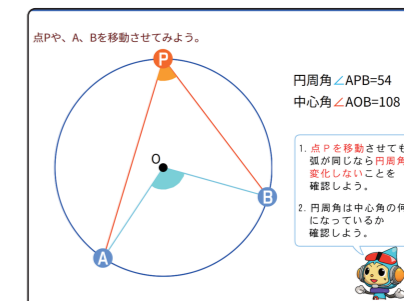 点Pや、A、Bを移動させてみよう。
P
円周角∠APB=54
中心角∠AOB=108
O
B
A
1. 点Pを移動させても
弧が同じなら円周角
変化しないことを
確認しよう。
2. 円周角は中心角の何
になっているか
確認しよう。